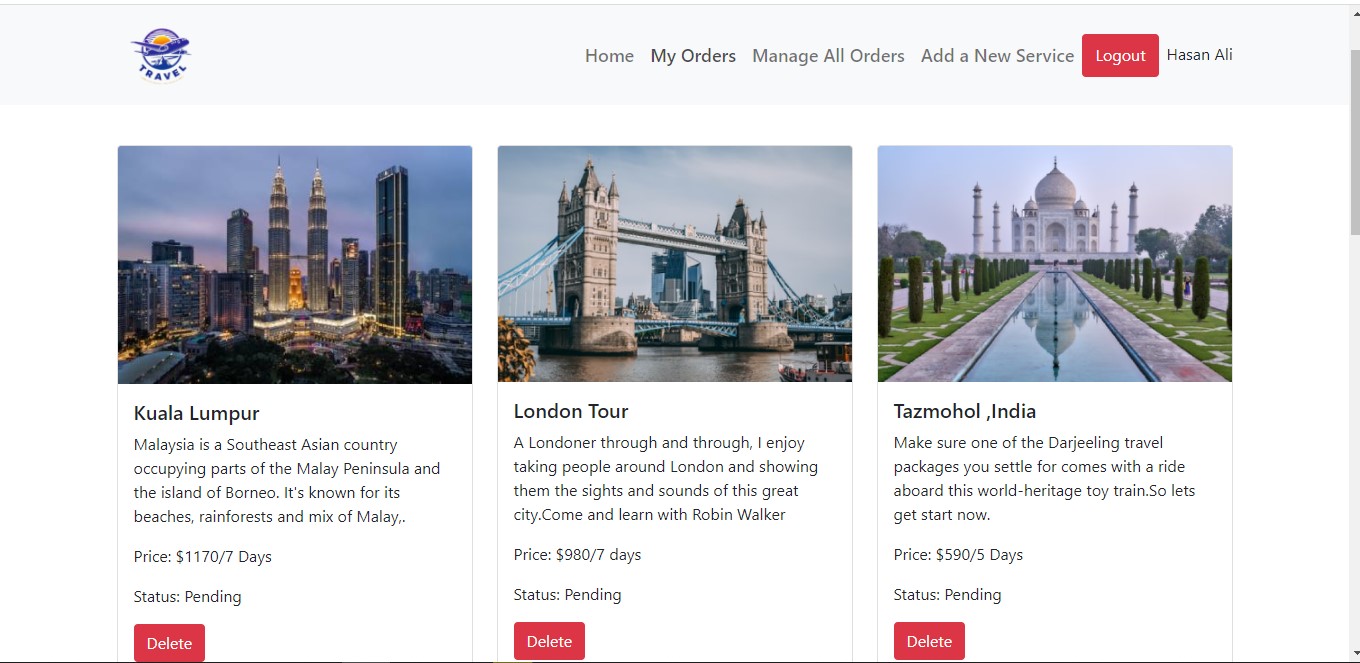 TRAVEL
Home My Orders Manage All Orders Add a New Service Logout Hasan Ali
Kuala Lumpur
Malaysia is a Southeast Asian country
occupying parts of the Malay Peninsula and
the island of Borneo. It's known for its
beaches, rainforests and mix of Malay,.
Price: $1170/7 Days
Status: Pending
Delete
London Tour
A Londoner through and through, I enjoy
taking people around London and showing
them the sights and sounds of this great
city.Come and learn with Robin Walker
Price: $980/7 days
Status: Pending
Delete
Tazmohol ,India
Make sure one of the Darjeeling travel
packages you settle for comes with a ride
aboard this world-heritage toy train.So lets
get start now.
Price: $590/5 Days
Status: Pending
Delete